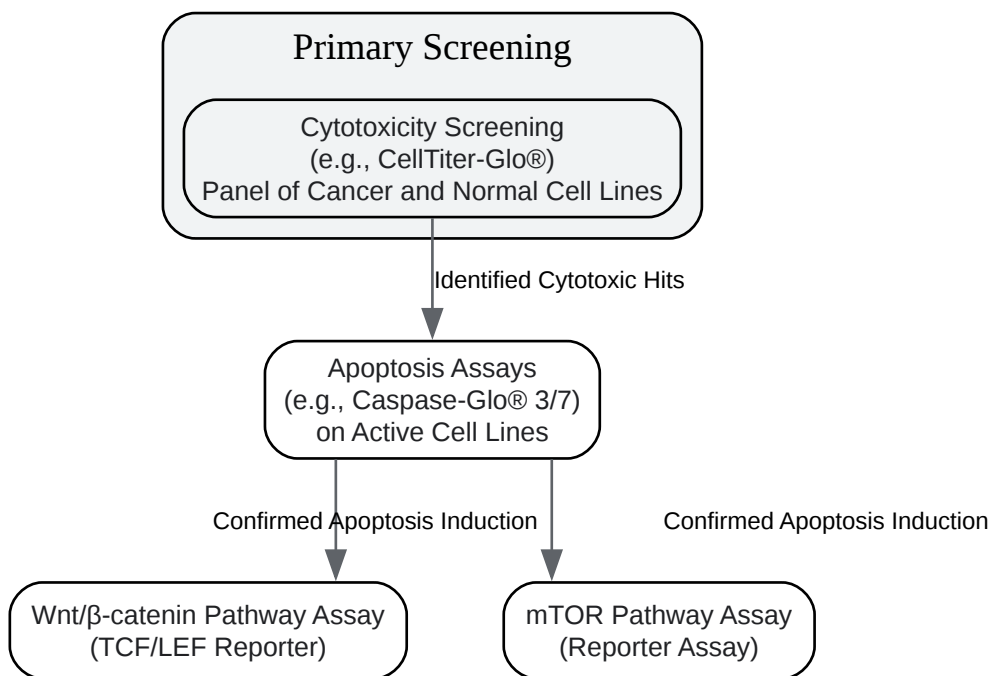 Primary Screening
Cytotoxicity Screening
(e.g., CellTiter-Glo®)
Panel of Cancer and Normal Cell Lines
Identified Cytotoxic Hits
Apoptosis Assays
(e.g., Caspase-Glo® 3/7)
on Active Cell Lines
Confirmed Apoptosis Induction
Confirmed Apoptosis Induction
Wnt/β-catenin Pathway Assay
(TCF/LEF Reporter)
mTOR Pathway Assay
(Reporter Assay)